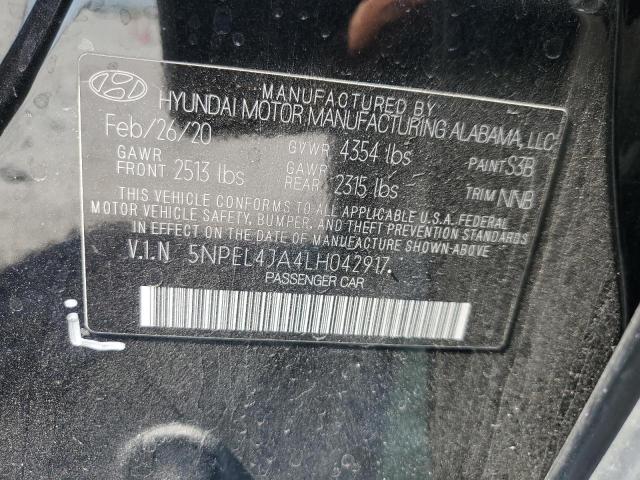 MANUFACTURED BY
HYUNDAI MOTOR MANUFACTURING ALABAMA, LLC
Feb/26/20 GVWR 4354 lbs PAINT S3B
GAWR FRONT 2513 lbs GAWR REAR 2315 lbs TRIM NNB
THIS VEHICLE CONFORMS TO ALL APPLICABLE U.S.A. FEDERAL
MOTOR VEHICLE SAFETY, BUMPER, AND THEFT PREVENTION STANDARDS
IN EFFECT ON THE DATE OF MANUFACTURE SHOWN ABOVE.
V.I.N 5NPEL4JA4LH042917.
PASSENGER CAR